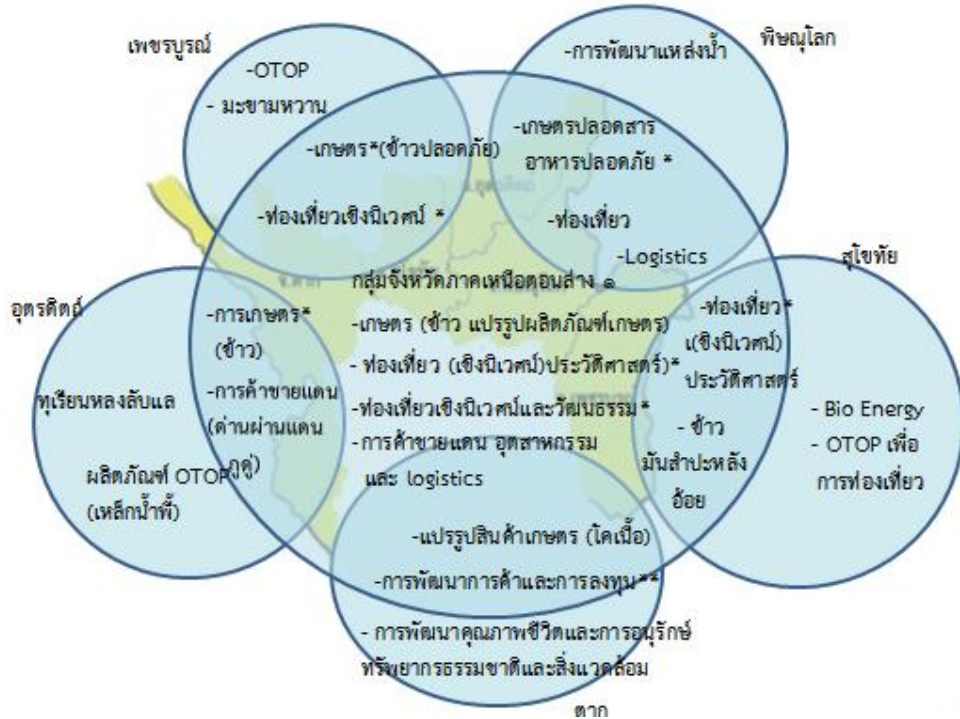 เพชรบูรณ์
-OTOP
- มะขามหวาน
-เกษตร*(ข้าวปลอดภัย)
-ท่องเที่ยวเชิงนิเวศน์ *
พิษณุโลก
-การพัฒนาแหล่งน้ำ
-เกษตรปลอดสาร
อาหารปลอดภัย *
-ท่องเที่ยว
-Logistics
อุตรดิตถ์
-การเกษตร*
(ข้าว)
-การค้าชายแดน
(ด่านผ่านแดน
ภูดู่)
ทุเรียนหลงลับแล
ผลิตภัณฑ์ OTOP
(เหล็กน้ำพี้)
กลุ่มจังหวัดภาคเหนือตอนล่าง ๑
-เกษตร (ข้าว แปรรูปผลิตภัณฑ์เกษตร)
- ท่องเที่ยว (เชิงนิเวศน์)ประวัติศาสตร์)*
-ท่องเที่ยวเชิงนิเวศน์และวัฒนธรรม*
-การค้าชายแดน อุตสาหกรรม
และ logistics
สุโขทัย
-ท่องเที่ยว*
เ(ชิงนิเวศน์)
ประวัติศาสตร์
- ข้าว
มันสำปะหลัง
อ้อย
- Bio Energy
- OTOP เพื่อ
การท่องเที่ยว
-แปรรูปสินค้าเกษตร (โคเนื้อ)
-การพัฒนาการค้าและการลงทุน**
- การพัฒนาคุณภาพชีวิตและการอนุรักษ์
ทรัพยากรธรรมชาติและสิ่งแวดล้อม
ตาก